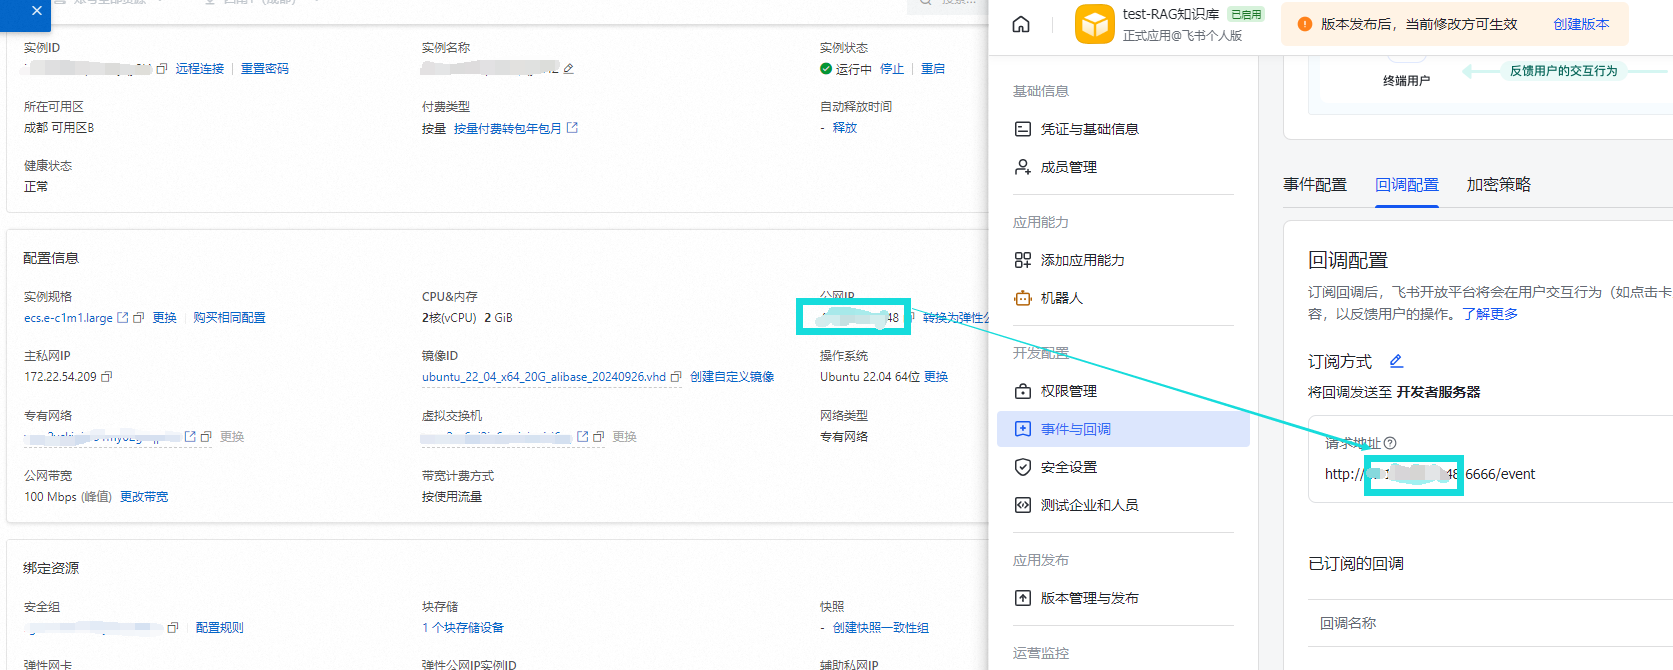 实例ID
远程连接
重置密码
实例名称
实例状态
运行中 停止 重启
所在可用区
成都 可用区B
付费类型
按量 按量付费转包年包月
自动释放时间
- 释放
健康状态
正常
配置信息
实例规格
ecs.e-c1m1.large 更换 购买相同配置
CPU&内存
2核(vCPU) 2 GiB
公网IP
48 转换为弹性公
主私网IP
172.22.54.209
镜像ID
ubuntu_22_04_x64_20G_alibase_20240926.vhd 创建自定义镜像
操作系统
Ubuntu 22.04 64位 更换
专有网络
更换
虚拟交换机
更换
网络类型
专有网络
公网带宽
100 Mbps (峰值) 更改带宽
带宽计费方式
按使用流量
绑定资源
安全组
配置规则
块存储
1 个块存储设备
快照
- 创建快照一致性组
弹性网卡
弹性公网IP实例ID
辅助私网IP
test-RAG知识库 已启用
正式应用@飞书个人版
版本发布后，当前修改方可生效 创建版本
基础信息
凭证与基础信息
成员管理
应用能力
添加应用能力
机器人
开发配置
权限管理
事件与回调
安全设置
测试企业和人员
应用发布
版本管理与发布
运营监控
终端用户
反馈用户的交互行为
事件配置 回调配置 加密策略
回调配置
订阅回调后，飞书开放平台将会在用户交互行为（如点击卡
容，以反馈用户的操作。了解更多
订阅方式
将回调发送至 开发者服务器
请求地址
http:// 48 6666/event
已订阅的回调
回调名称